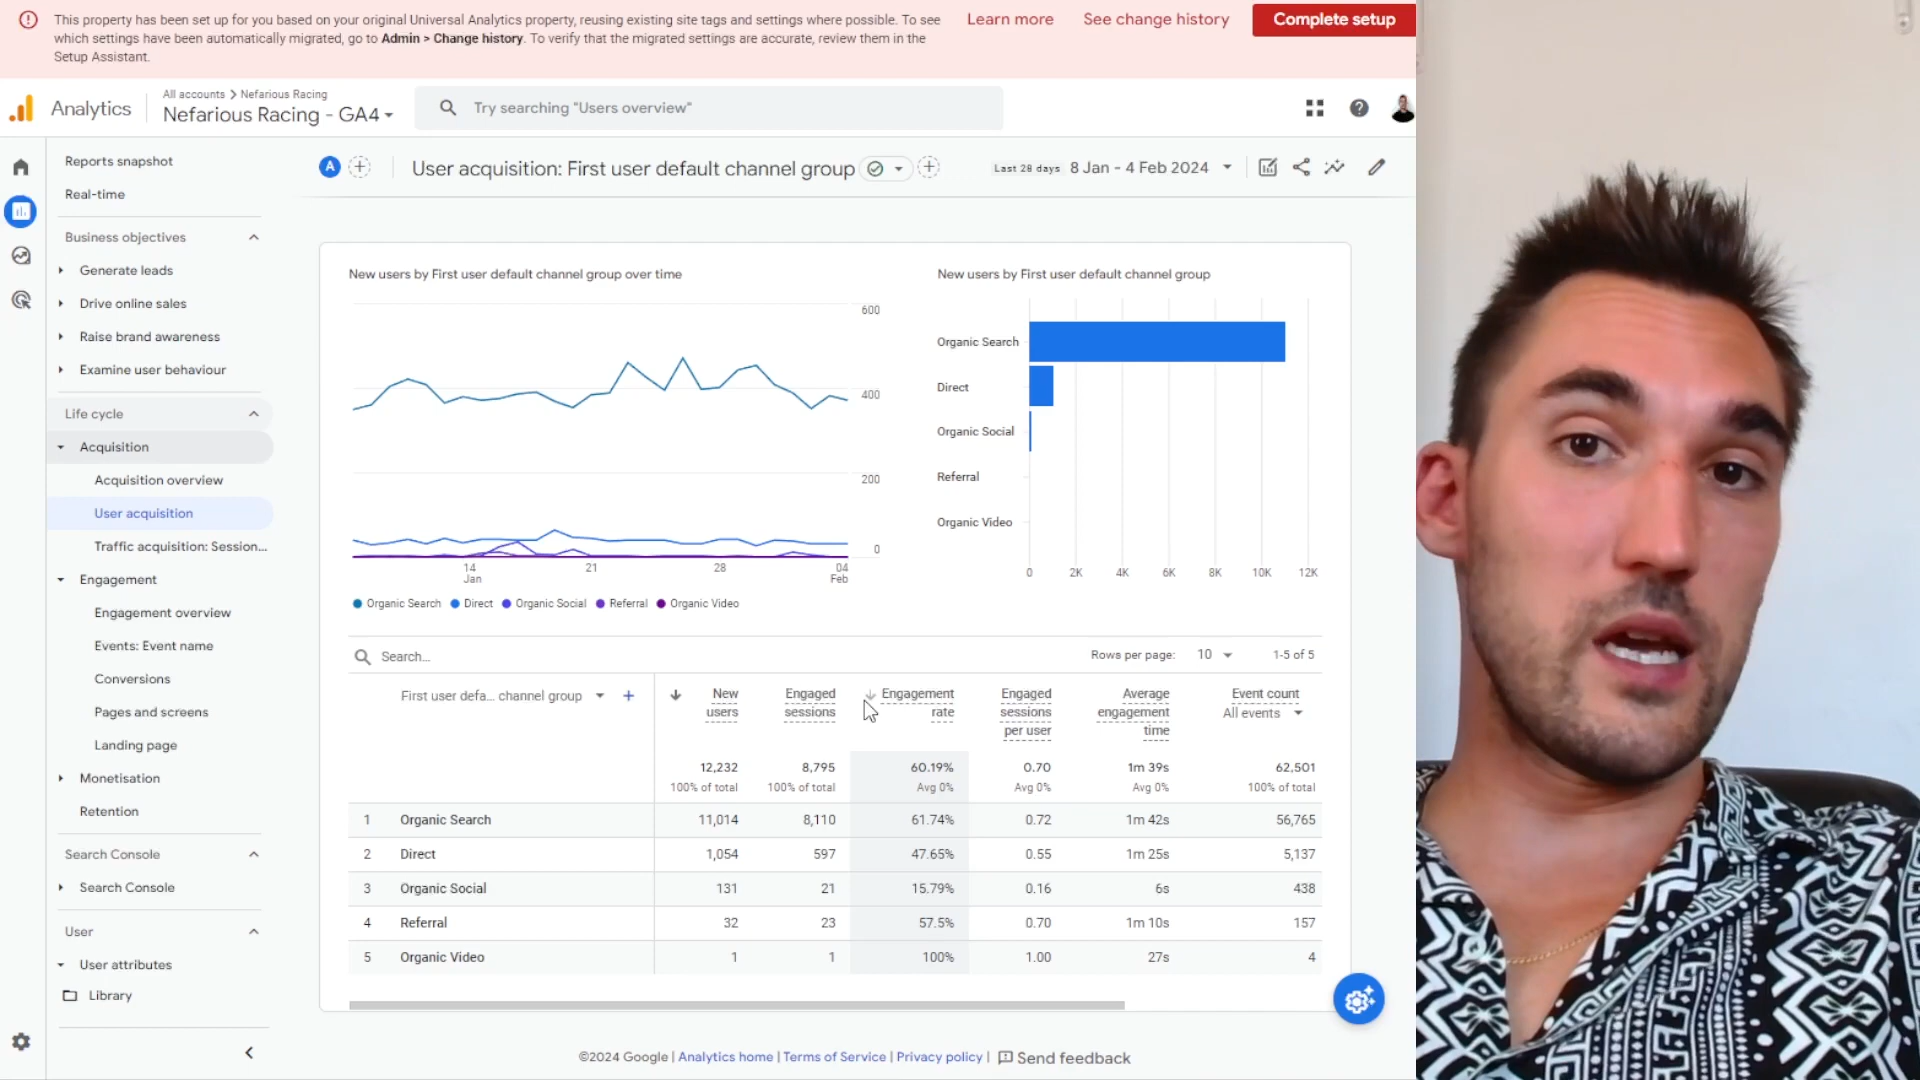 This property has been set up for you based on your original Universal Analytics property, reusing existing site tags and settings where possible. To see
which settings have been automatically migrated, go to Admin > Change history. To verify that the migrated settings are accurate, review them in the
Setup Assistant.
Learn more
See change history
Complete setup
Analytics
All accounts > Nefarious Racing
Nefarious Racing - GA4
Try searching "Users overview"
Reports snapshot
Real-time
Business objectives
Generate leads
Drive online sales
Raise brand awareness
Examine user behaviour
Life cycle
Acquisition
Acquisition overview
User acquisition
Traffic acquisition: Session...
Engagement
Engagement overview
Events: Event name
Conversions
Pages and screens
Landing page
Monetisation
Retention
Search Console
Search Console
User
User attributes
Library
A
User acquisition: First user default channel group
Last 28 days 8 Jan - 4 Feb 2024
New users by First user default channel group over time
600
400
200
0
14 Jan
21
28
04 Feb
Organic Search Direct Organic Social Referral Organic Video
New users by First user default channel group
Organic Search
Direct
Organic Social
Referral
Organic Video
0 2K 4K 6K 8K 10K 12K
Search...
Rows per page: 10 1-5 of 5
First user defa... channel group + New users Engaged sessions Engagement rate Engaged sessions per user Average engagement time Event count All events
12,232 8,795 60.19% 0.70 1m 39s 62,501
100% of total 100% of total Avg 0% Avg 0% Avg 0% 100% of total
1 Organic Search 11,014 8,110 61.74% 0.72 1m 42s 56,765
2 Direct 1,054 597 47.65% 0.55 1m 25s 5,137
3 Organic Social 131 21 15.79% 0.16 6s 438
4 Referral 32 23 57.5% 0.70 1m 10s 157
5 Organic Video 1 1 100% 1.00 27s 4
©2024 Google | Analytics home | Terms of Service | Privacy policy | Send feedback